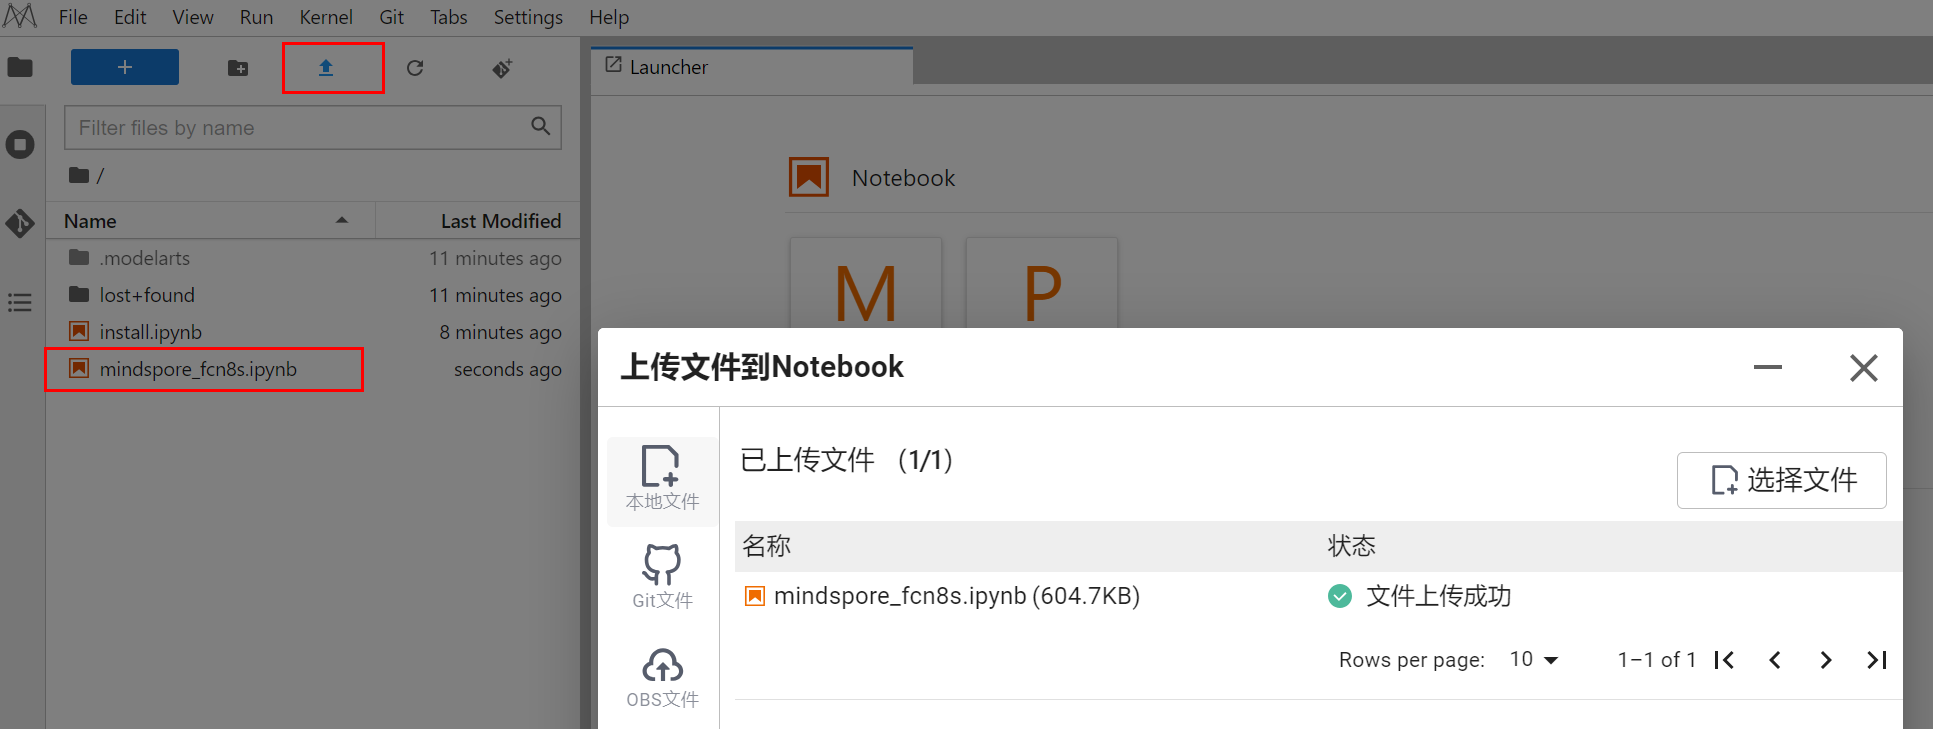 File Edit View Run Kernel Git Tabs Settings Help
+
Filter files by name
/
Name Last Modified
.modelarts 11 minutes ago
lost+found 11 minutes ago
install.ipynb 8 minutes ago
mindspore_fcn8s.ipynb seconds ago
Launcher
Notebook
M P
上传文件到Notebook
本地文件
Git文件
OBS文件
已上传文件 （1/1）
选择文件
名称 状态
mindspore_fcn8s.ipynb (604.7KB) 文件上传成功
Rows per page: 10 1–1 of 1